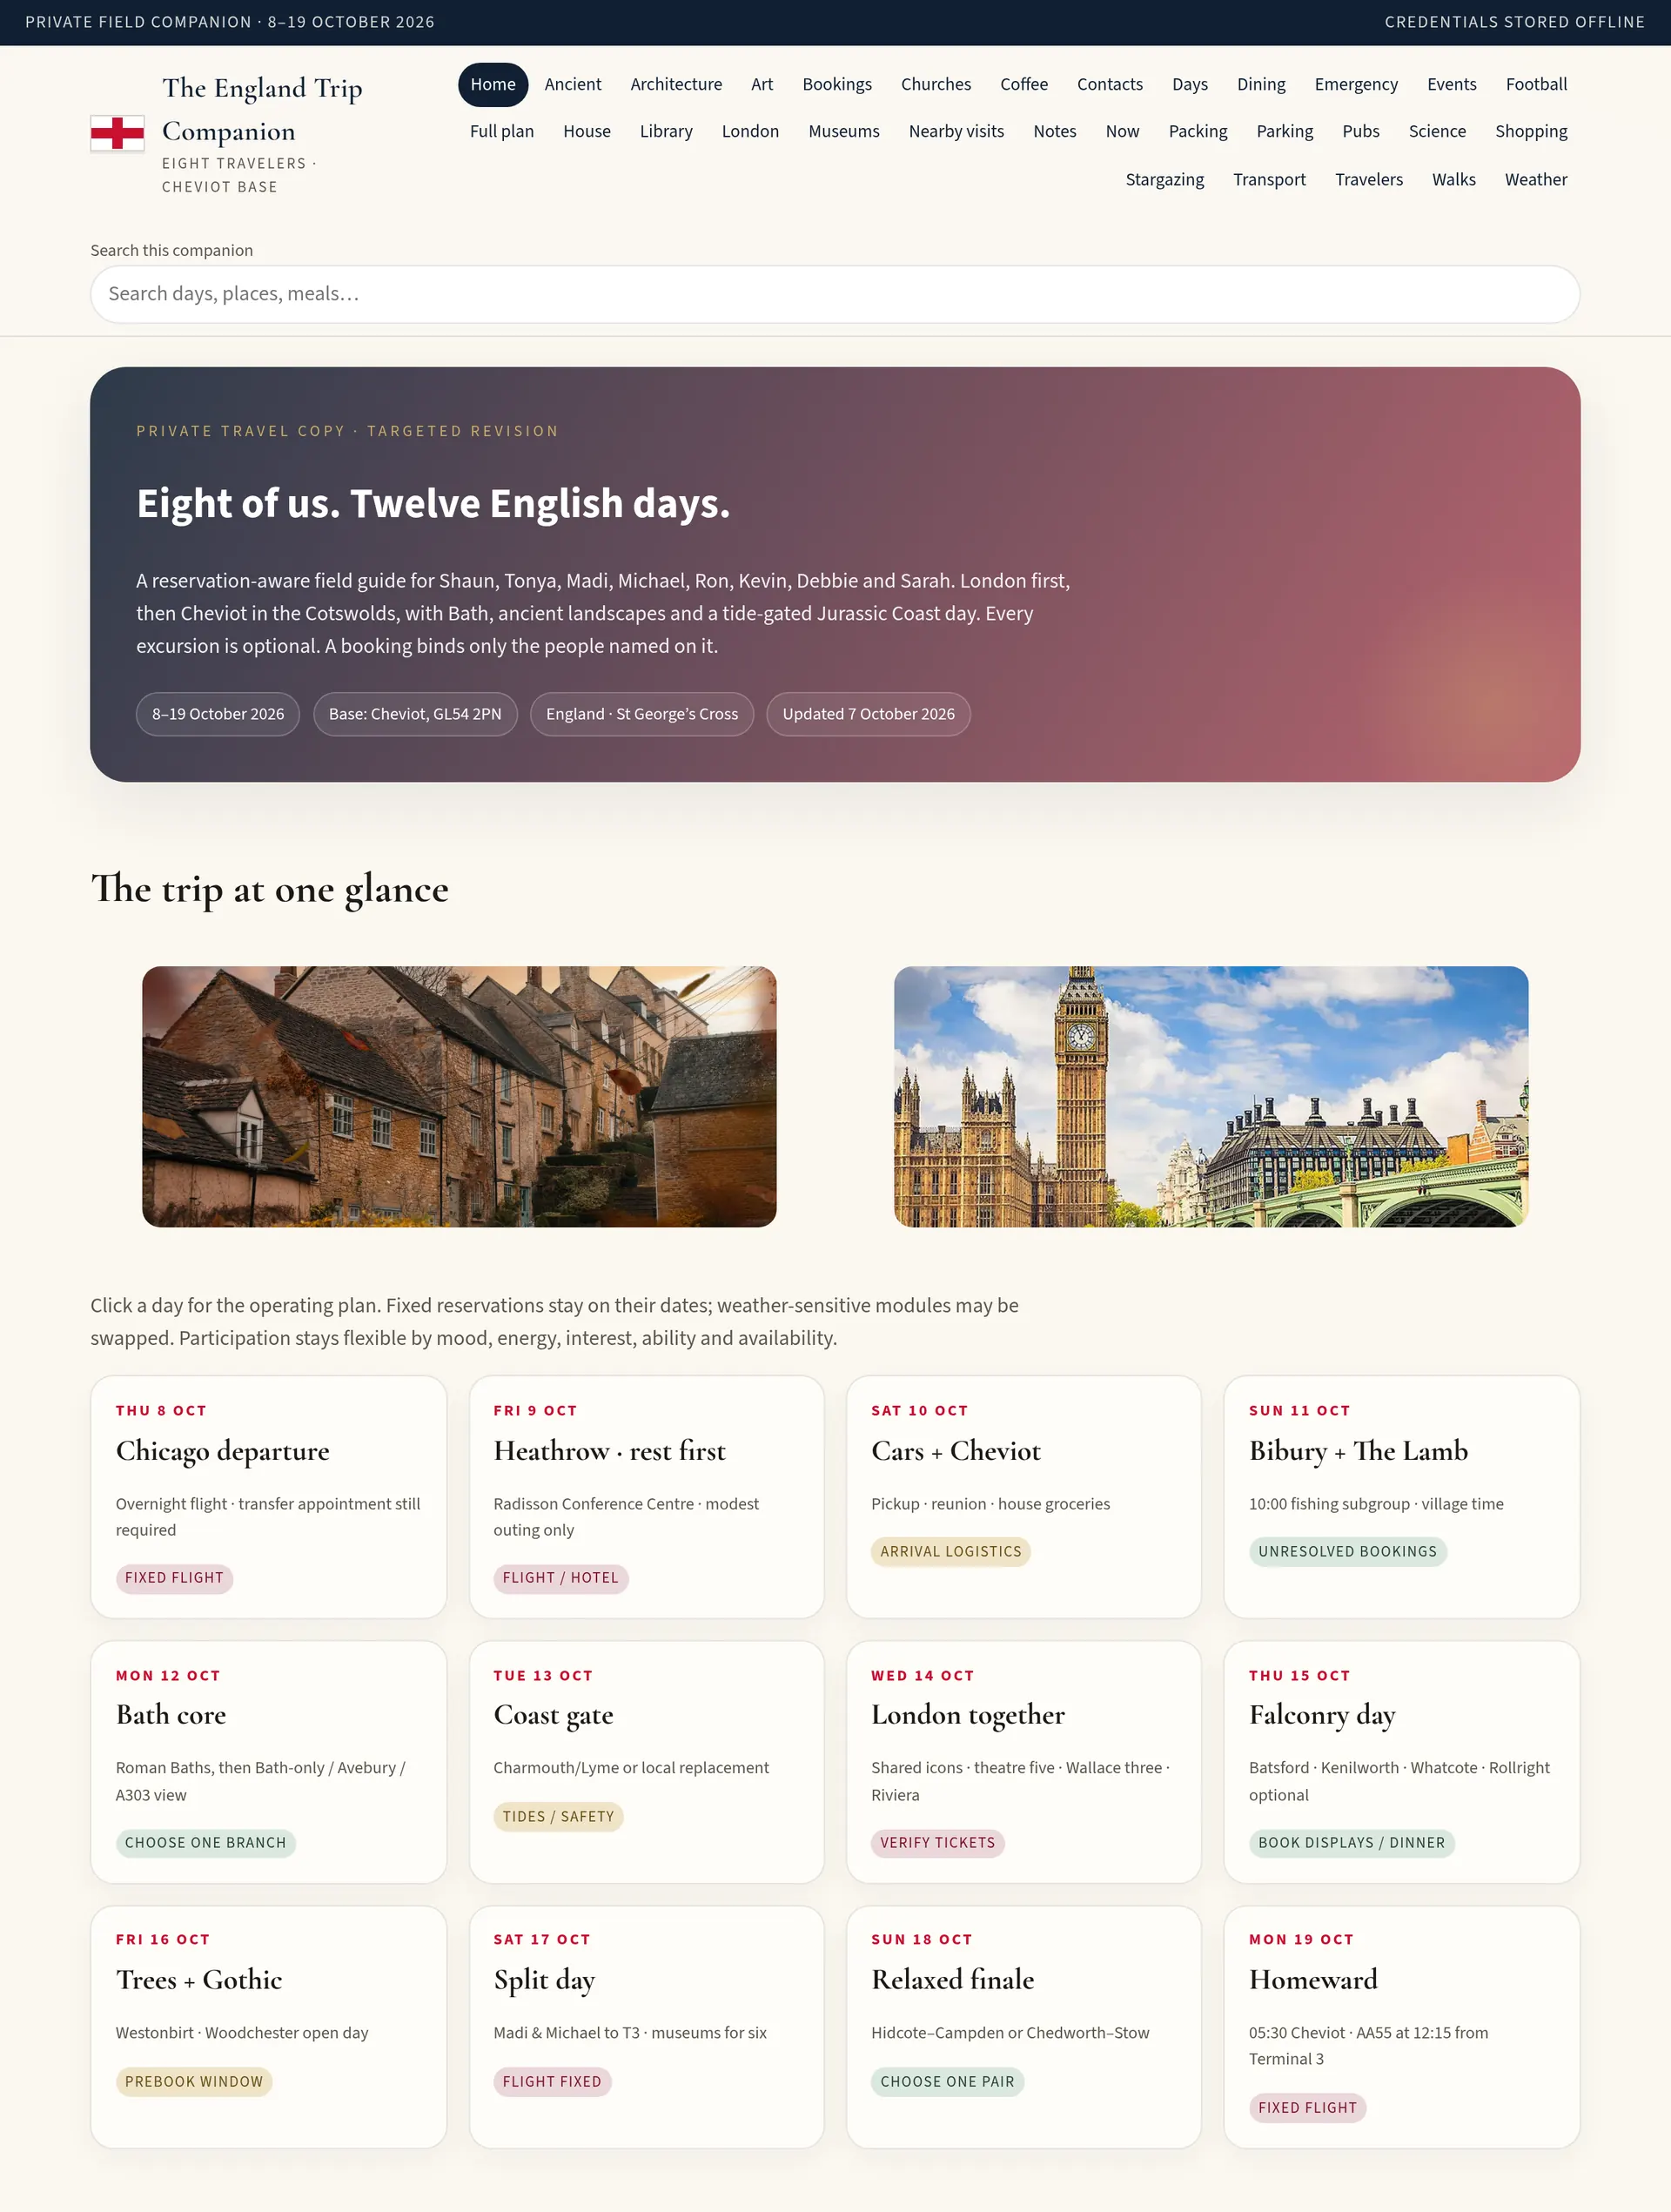 PRIVATE FIELD COMPANION · 8–19 OCTOBER 2026
CREDENTIALS STORED OFFLINE
The England Trip
Companion
EIGHT TRAVELERS ·
CHEVIOT BASE
Home Ancient Architecture Art Bookings Churches Coffee Contacts Days Dining Emergency Events Football
Full plan House Library London Museums Nearby visits Notes Now Packing Parking Pubs Science Shopping
Stargazing Transport Travelers Walks Weather
Search this companion
Search days, places, meals…
PRIVATE TRAVEL COPY · TARGETED REVISION
Eight of us. Twelve English days.
A reservation-aware field guide for Shaun, Tonya, Madi, Michael, Ron, Kevin, Debbie and Sarah. London first,
then Cheviot in the Cotswolds, with Bath, ancient landscapes and a tide-gated Jurassic Coast day. Every
excursion is optional. A booking binds only the people named on it.
8–19 October 2026
Base: Cheviot, GL54 2PN
England · St George’s Cross
Updated 7 October 2026
The trip at one glance
Click a day for the operating plan. Fixed reservations stay on their dates; weather-sensitive modules may be
swapped. Participation stays flexible by mood, energy, interest, ability and availability.
THU 8 OCT
Chicago departure
Overnight flight · transfer appointment still
required
FIXED FLIGHT
FRI 9 OCT
Heathrow · rest first
Radisson Conference Centre · modest
outing only
FLIGHT / HOTEL
SAT 10 OCT
Cars + Cheviot
Pickup · reunion · house groceries
ARRIVAL LOGISTICS
SUN 11 OCT
Bibury + The Lamb
10:00 fishing subgroup · village time
UNRESOLVED BOOKINGS
MON 12 OCT
Bath core
Roman Baths, then Bath-only / Avebury /
A303 view
CHOOSE ONE BRANCH
TUE 13 OCT
Coast gate
Charmouth/Lyme or local replacement
TIDES / SAFETY
WED 14 OCT
London together
Shared icons · theatre five · Wallace three ·
Riviera
VERIFY TICKETS
THU 15 OCT
Falconry day
Batsford · Kenilworth · Whatcote · Rollright
optional
BOOK DISPLAYS / DINNER
FRI 16 OCT
Trees + Gothic
Westonbirt · Woodchester open day
PREBOOK WINDOW
SAT 17 OCT
Split day
Madi & Michael to T3 · museums for six
FLIGHT FIXED
SUN 18 OCT
Relaxed finale
Hidcote–Campden or Chedworth–Stow
CHOOSE ONE PAIR
MON 19 OCT
Homeward
05:30 Cheviot · AA55 at 12:15 from
Terminal 3
FIXED FLIGHT